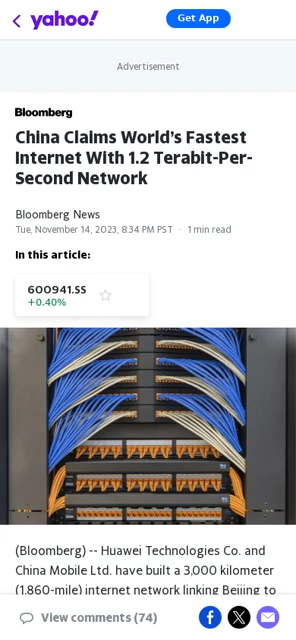 yahoo!
Get App
Advertisement
Bloomberg
China Claims World’s Fastest
Internet With 1.2 Terabit-Per-
Second Network
Bloomberg News
Tue, November 14, 2023, 8:34 PM PST · 1 min read
In this article:
600941.SS
+0.40%
(Bloomberg) -- Huawei Technologies Co. and
China Mobile Ltd. have built a 3,000 kilometer
(1,860-mile) internet network linking Beijing to
View comments (74)